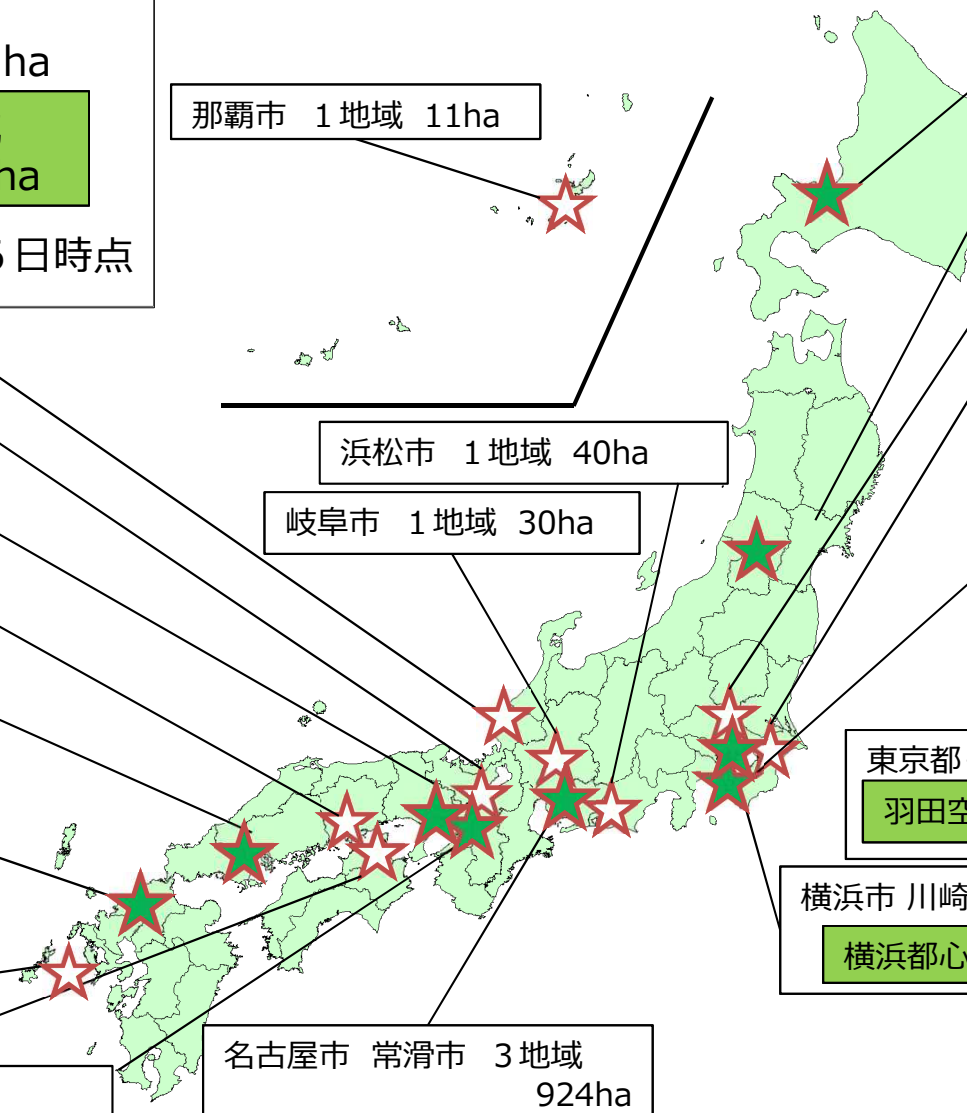 ha
ha
日時点
那覇市 1地域 11ha
浜松市 1地域 40ha
岐阜市 1地域 30ha
東京都
羽田空
横浜市 川崎
横浜都心
名古屋市 常滑市 3地域
924ha